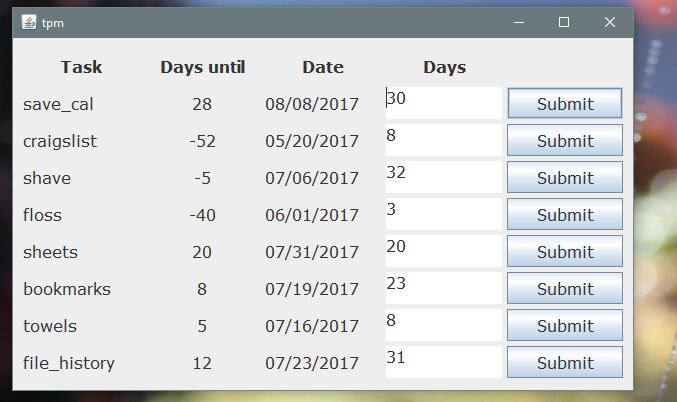 tpm
Task Days until Date Days
save_cal 28 08/08/2017 30 Submit
craigslist -52 05/20/2017 8 Submit
shave -5 07/06/2017 32 Submit
floss -40 06/01/2017 3 Submit
sheets 20 07/31/2017 20 Submit
bookmarks 8 07/19/2017 23 Submit
towels 5 07/16/2017 8 Submit
file_history 12 07/23/2017 31 Submit